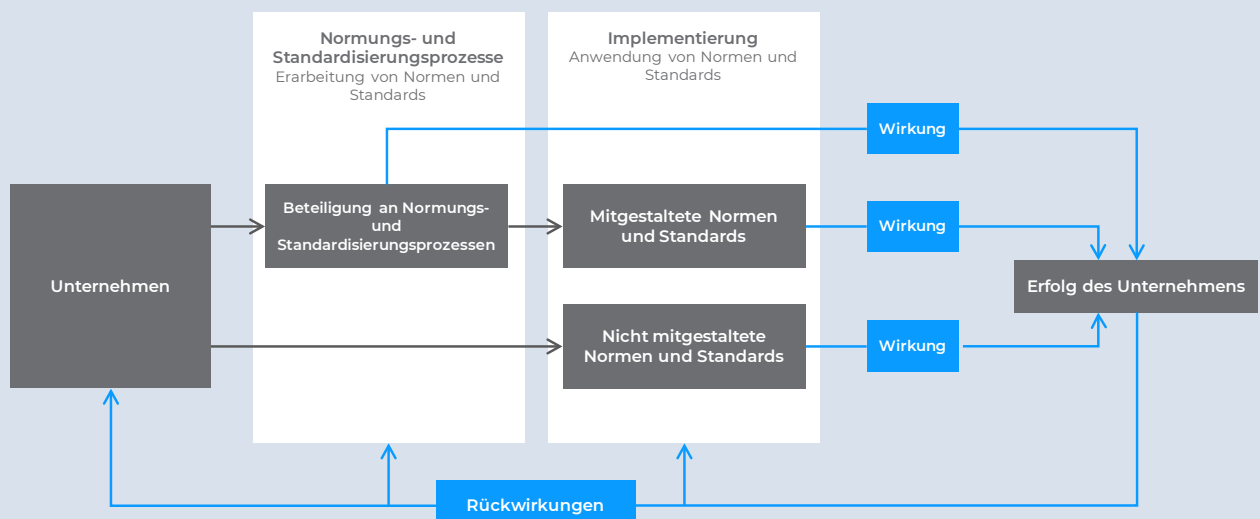 Normungs- und
Standardisierungsprozesse
Erarbeitung von Normen und
Standards
Implementierung
Anwendung von Normen und
Standards
Wirkung
Unternehmen
Beteiligung an Normungs-
und
Standardisierungsprozessen
Mitgestaltete Normen
und Standards
Wirkung
Erfolg des Unternehmens
Nicht mitgestaltete
Normen und Standards
Wirkung
Rückwirkungen